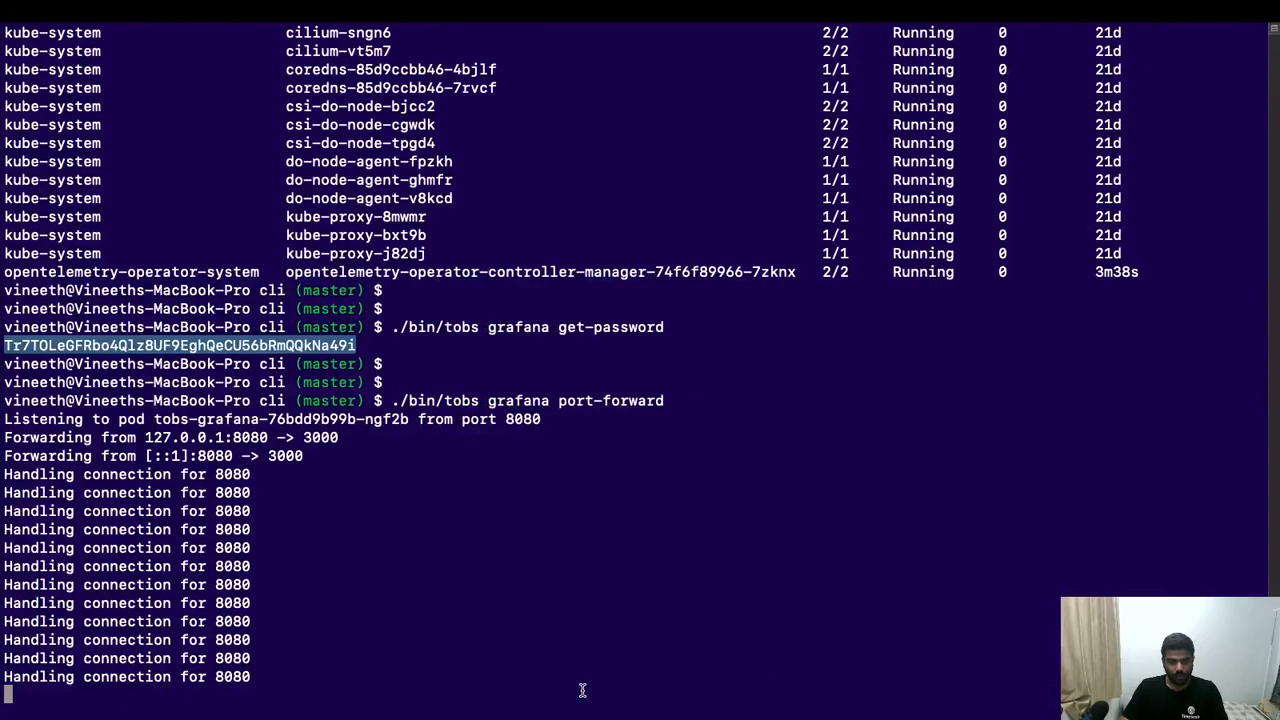 kube-system cilium-sngn6 2/2 Running 0 21d
kube-system cilium-vt5m7 2/2 Running 0 21d
kube-system coredns-85d9ccbb46-4bjlf 1/1 Running 0 21d
kube-system coredns-85d9ccbb46-7rvcf 1/1 Running 0 21d
kube-system csi-do-node-bjcc2 2/2 Running 0 21d
kube-system csi-do-node-cgwdk 2/2 Running 0 21d
kube-system csi-do-node-tpgd4 2/2 Running 0 21d
kube-system do-node-agent-fpzkh 1/1 Running 0 21d
kube-system do-node-agent-ghmfr 1/1 Running 0 21d
kube-system do-node-agent-v8kcd 1/1 Running 0 21d
kube-system kube-proxy-8mwmr 1/1 Running 0 21d
kube-system kube-proxy-bxt9b 1/1 Running 0 21d
kube-system kube-proxy-j82dj 1/1 Running 0 21d
opentelemetry-operator-system opentelemetry-operator-controller-manager-74f6f89966-7zknx 2/2 Running 0 3m38s
vineeth@Vineeths-MacBook-Pro cli (master) $
vineeth@Vineeths-MacBook-Pro cli (master) $
vineeth@Vineeths-MacBook-Pro cli (master) $ ./bin/tobs grafana get-password
Tr7TOLeGFRbo4Qlz8UF9EghQeCU56bRmQQkNa49i
vineeth@Vineeths-MacBook-Pro cli (master) $
vineeth@Vineeths-MacBook-Pro cli (master) $
vineeth@Vineeths-MacBook-Pro cli (master) $ ./bin/tobs grafana port-forward
Listening to pod tobs-grafana-76bdd9b99b-ngf2b from port 8080
Forwarding from 127.0.0.1:8080 -> 3000
Forwarding from [::1]:8080 -> 3000
Handling connection for 8080
Handling connection for 8080
Handling connection for 8080
Handling connection for 8080
Handling connection for 8080
Handling connection for 8080
Handling connection for 8080
Handling connection for 8080
Handling connection for 8080
Handling connection for 8080
Handling connection for 8080
Handling connection for 8080